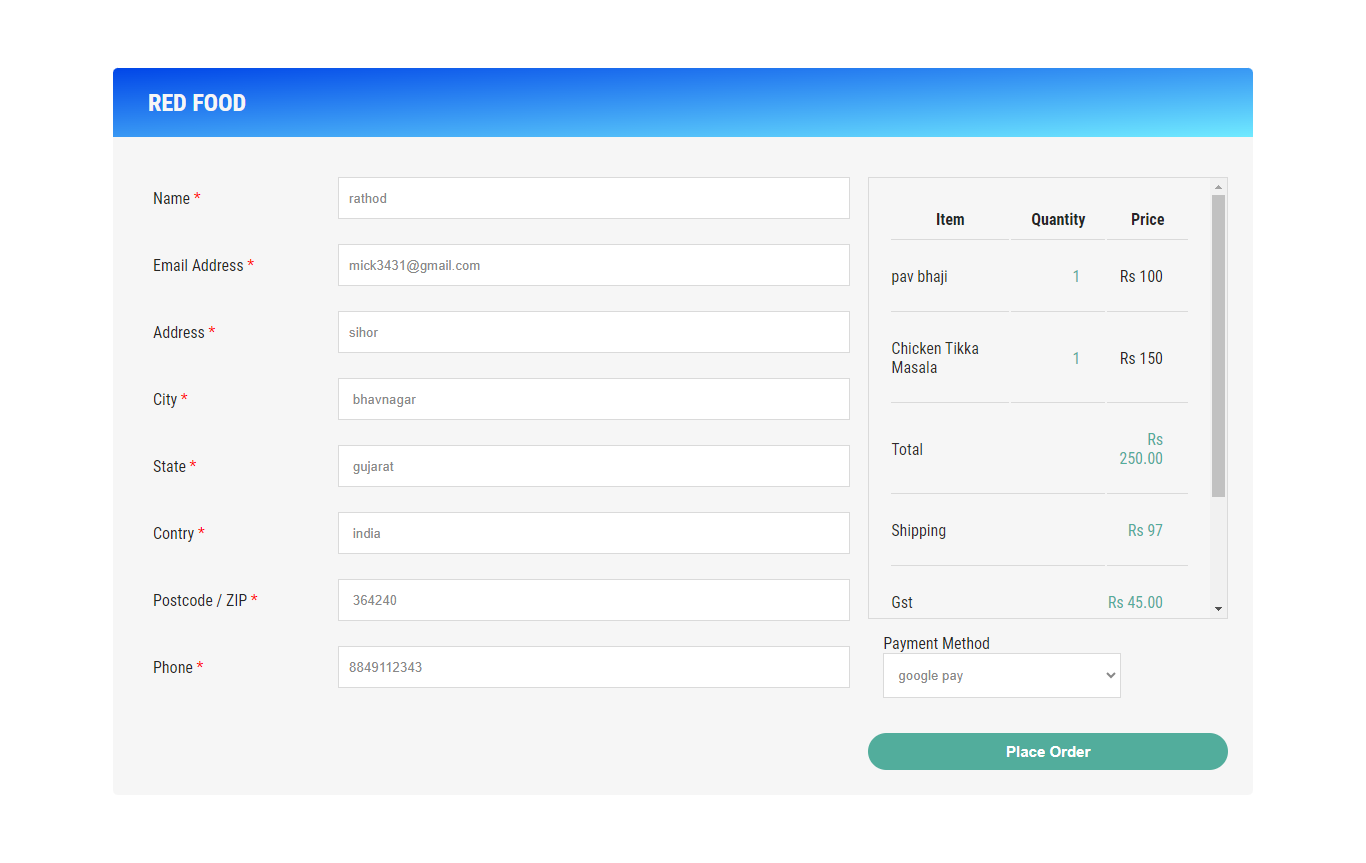 RED FOOD
Name *
rathod
Email Address *
mick3431@gmail.com
Address *
sihor
City *
bhavnagar
State *
gujarat
Contry *
india
Postcode / ZIP *
364240
Phone *
8849112343
Item Quantity Price
pav bhaji 1 Rs 100
Chicken Tikka
Masala 1 Rs 150
Total Rs
250.00
Shipping Rs 97
Gst Rs 45.00
Payment Method
google pay
Place Order